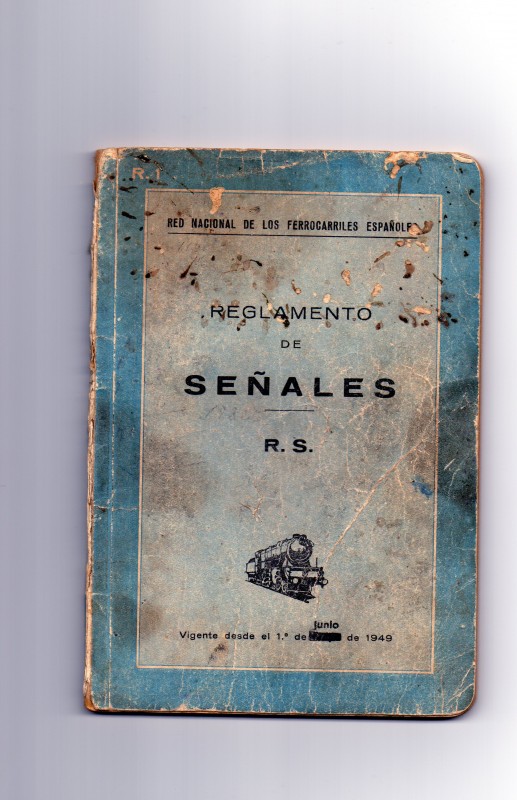 R.I
RED NACIONAL DE LOS FERROCARRILES ESPAÑOLES
REGLAMENTO
DE
SEÑALES
R. S.
junio
Vigente desde el 1.º de de 1949